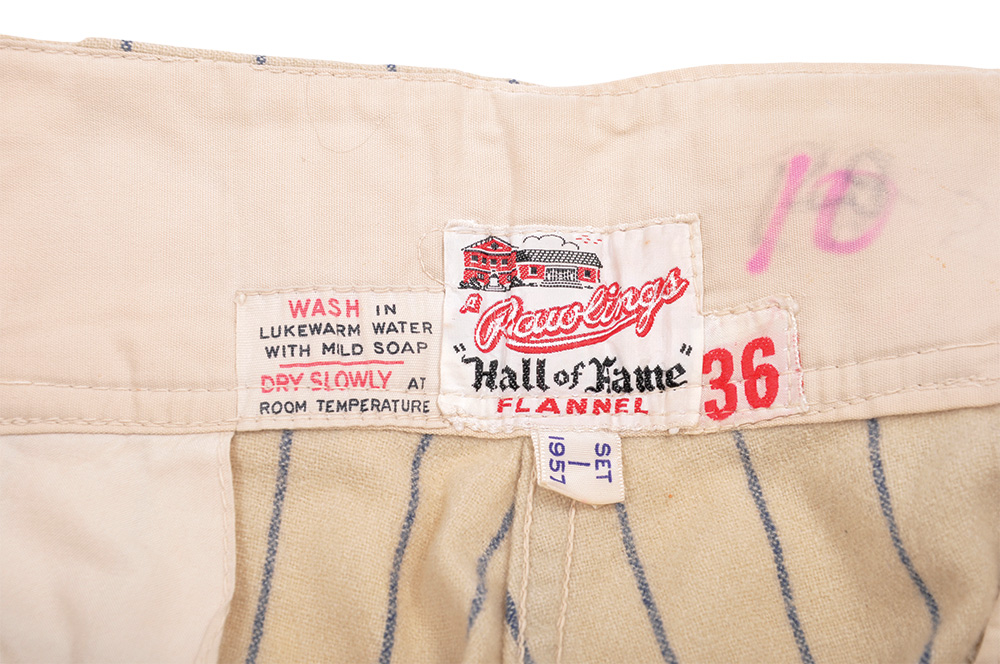 10
WASH IN
LUKEWARM WATER
WITH MILD SOAP
DRY SLOWLY AT
ROOM TEMPERATURE
Rawlings
"Hall of Fame"
FLANNEL
36
SET
1
1957